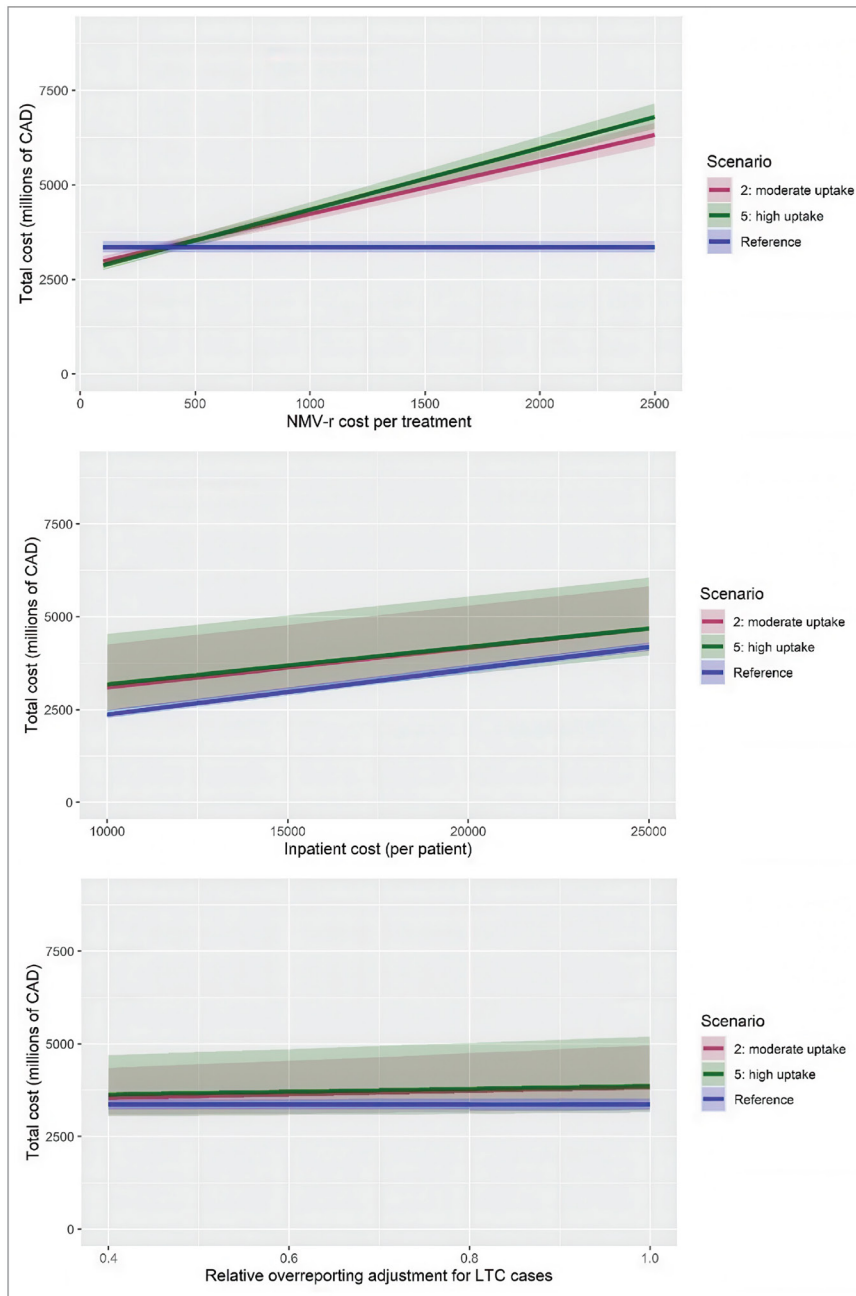 7500
5000
2500
0
Total cost (millions of CAD)
0 500 1000 1500 2000 2500
NMV-r cost per treatment
Scenario
2: moderate uptake
5: high uptake
Reference
7500
5000
2500
0
Total cost (millions of CAD)
10000 15000 20000 25000
Inpatient cost (per patient)
Scenario
2: moderate uptake
5: high uptake
Reference
7500
5000
2500
0
Total cost (millions of CAD)
0.4 0.6 0.8 1.0
Relative overreporting adjustment for LTC cases
Scenario
2: moderate uptake
5: high uptake
Reference